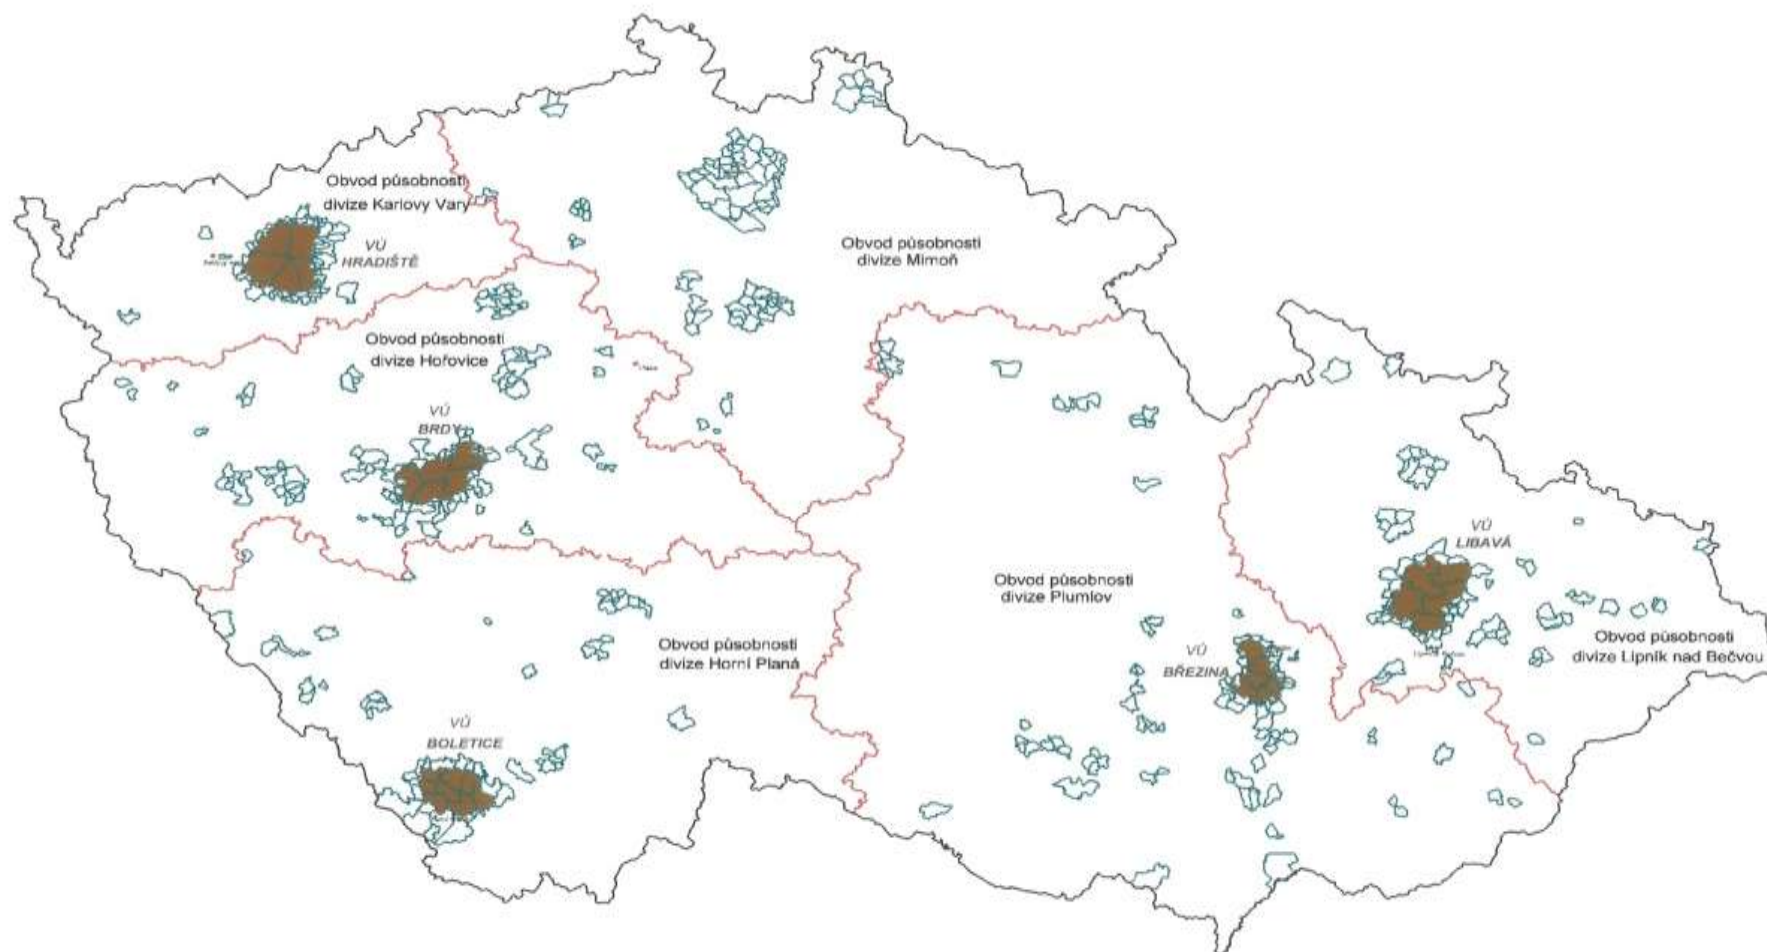 Obvod působnosti
divize Karlovy Vary
VÚ
HRADIŠTĚ
Obvod působnosti
divize Mimoň
Obvod působnosti
divize Hořovice
VÚ
BRDY
VÚ
LIBAVÁ
Obvod působnosti
divize Plumlov
Obvod působnosti
divize Horní Planá
VÚ
BŘEZINA
Obvod působnosti
divize Lipník nad Bečvou
VÚ
BOLETICE